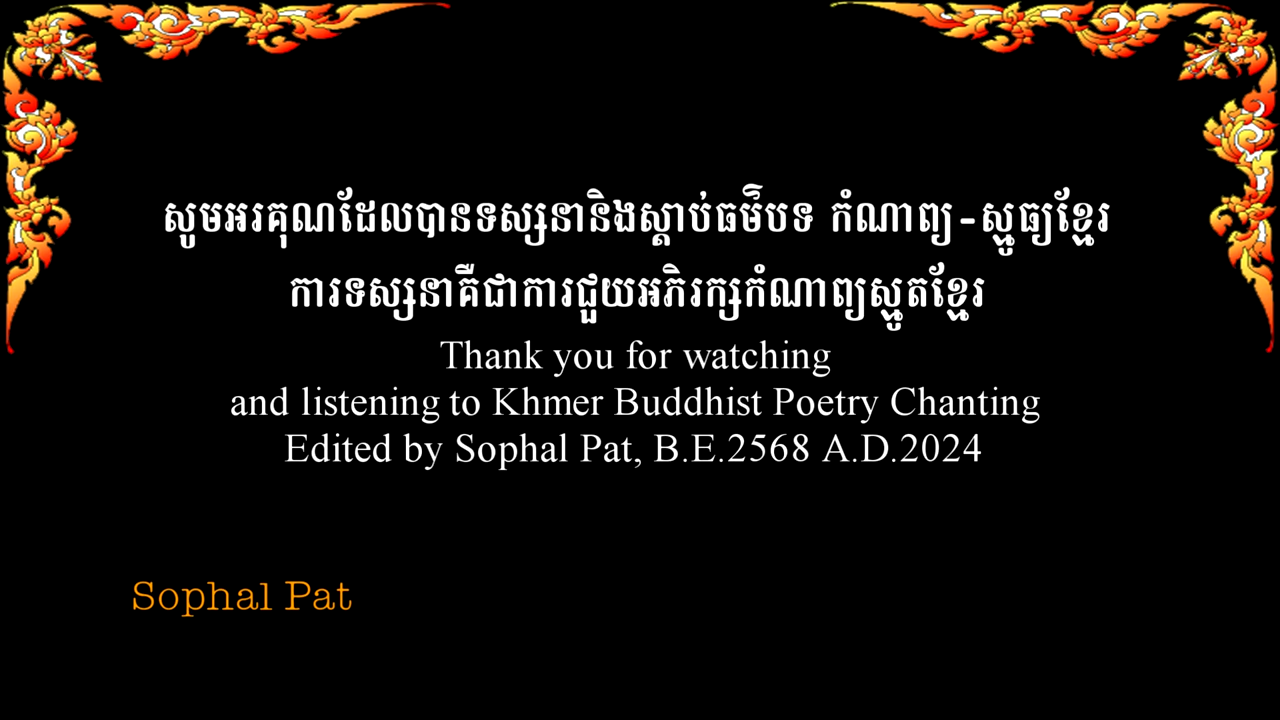 សូមអរគុណដែលបានទស្សនានិងស្តាប់ធម៌បទ កំណាព្យ-ស្មូធ្យខ្មែរ
ការទស្សនាគឺជាការជួយអភិរក្សកំណាព្យស្មូតខ្មែរ
Thank you for watching
and listening to Khmer Buddhist Poetry Chanting
Edited by Sophal Pat, B.E.2568 A.D.2024
Sophal Pat